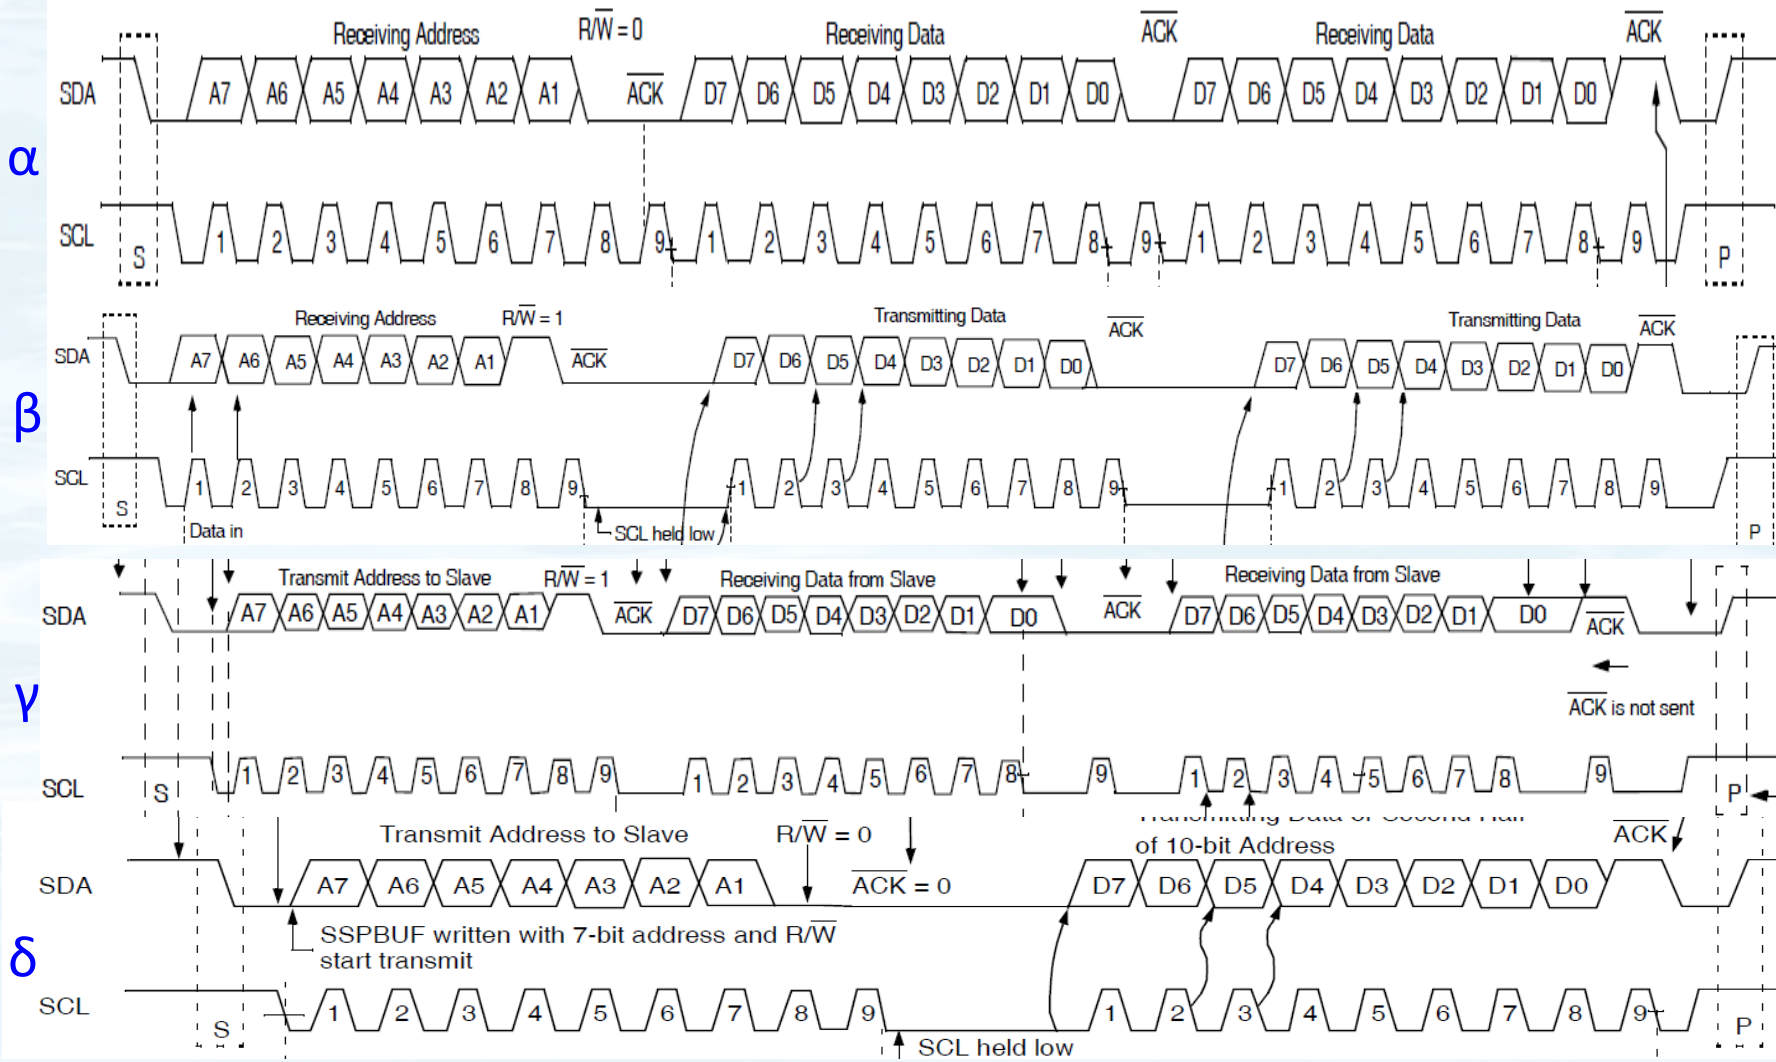 Receiving Address R/W = 0 Receiving Data ACK Receiving Data ACK
SDA A7 A6 A5 A4 A3 A2 A1 ACK D7 D6 D5 D4 D3 D2 D1 D0 D7 D6 D5 D4 D3 D2 D1 D0
α
SCL 1 2 3 4 5 6 7 8 9 1 2 3 4 5 6 7 8 9 1 2 3 4 5 6 7 8 9
S P
Receiving Address R/W = 1 Transmitting Data ACK Transmitting Data ACK
SDA A7 A6 A5 A4 A3 A2 A1 ACK D7 D6 D5 D4 D3 D2 D1 D0 D7 D6 D5 D4 D3 D2 D1 D0
β
SCL 1 2 3 4 5 6 7 8 9 1 2 3 4 5 6 7 8 9 1 2 3 4 5 6 7 8 9
S P
Data in SCL held low
Transmit Address to Slave R/W = 1 Receiving Data from Slave Receiving Data from Slave
SDA A7 A6 A5 A4 A3 A2 A1 ACK D7 D6 D5 D4 D3 D2 D1 D0 ACK D7 D6 D5 D4 D3 D2 D1 D0 ACK
γ
ACK is not sent
SCL S 1 2 3 4 5 6 7 8 9 1 2 3 4 5 6 7 8 9 1 2 3 4 5 6 7 8 9 P
Transmit Address to Slave R/W = 0 Transmitting Data or Second Half ACK
of 10-bit Address
SDA A7 A6 A5 A4 A3 A2 A1 ACK = 0 D7 D6 D5 D4 D3 D2 D1 D0
SSPBUF written with 7-bit address and R/W
start transmit
δ
SCL 1 2 3 4 5 6 7 8 9 1 2 3 4 5 6 7 8 9
S P
SCL held low